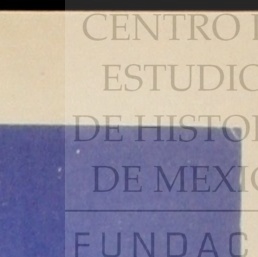 CENTRO
ESTUDIO
DE HISTO
DE MEXIC
FUNDAC